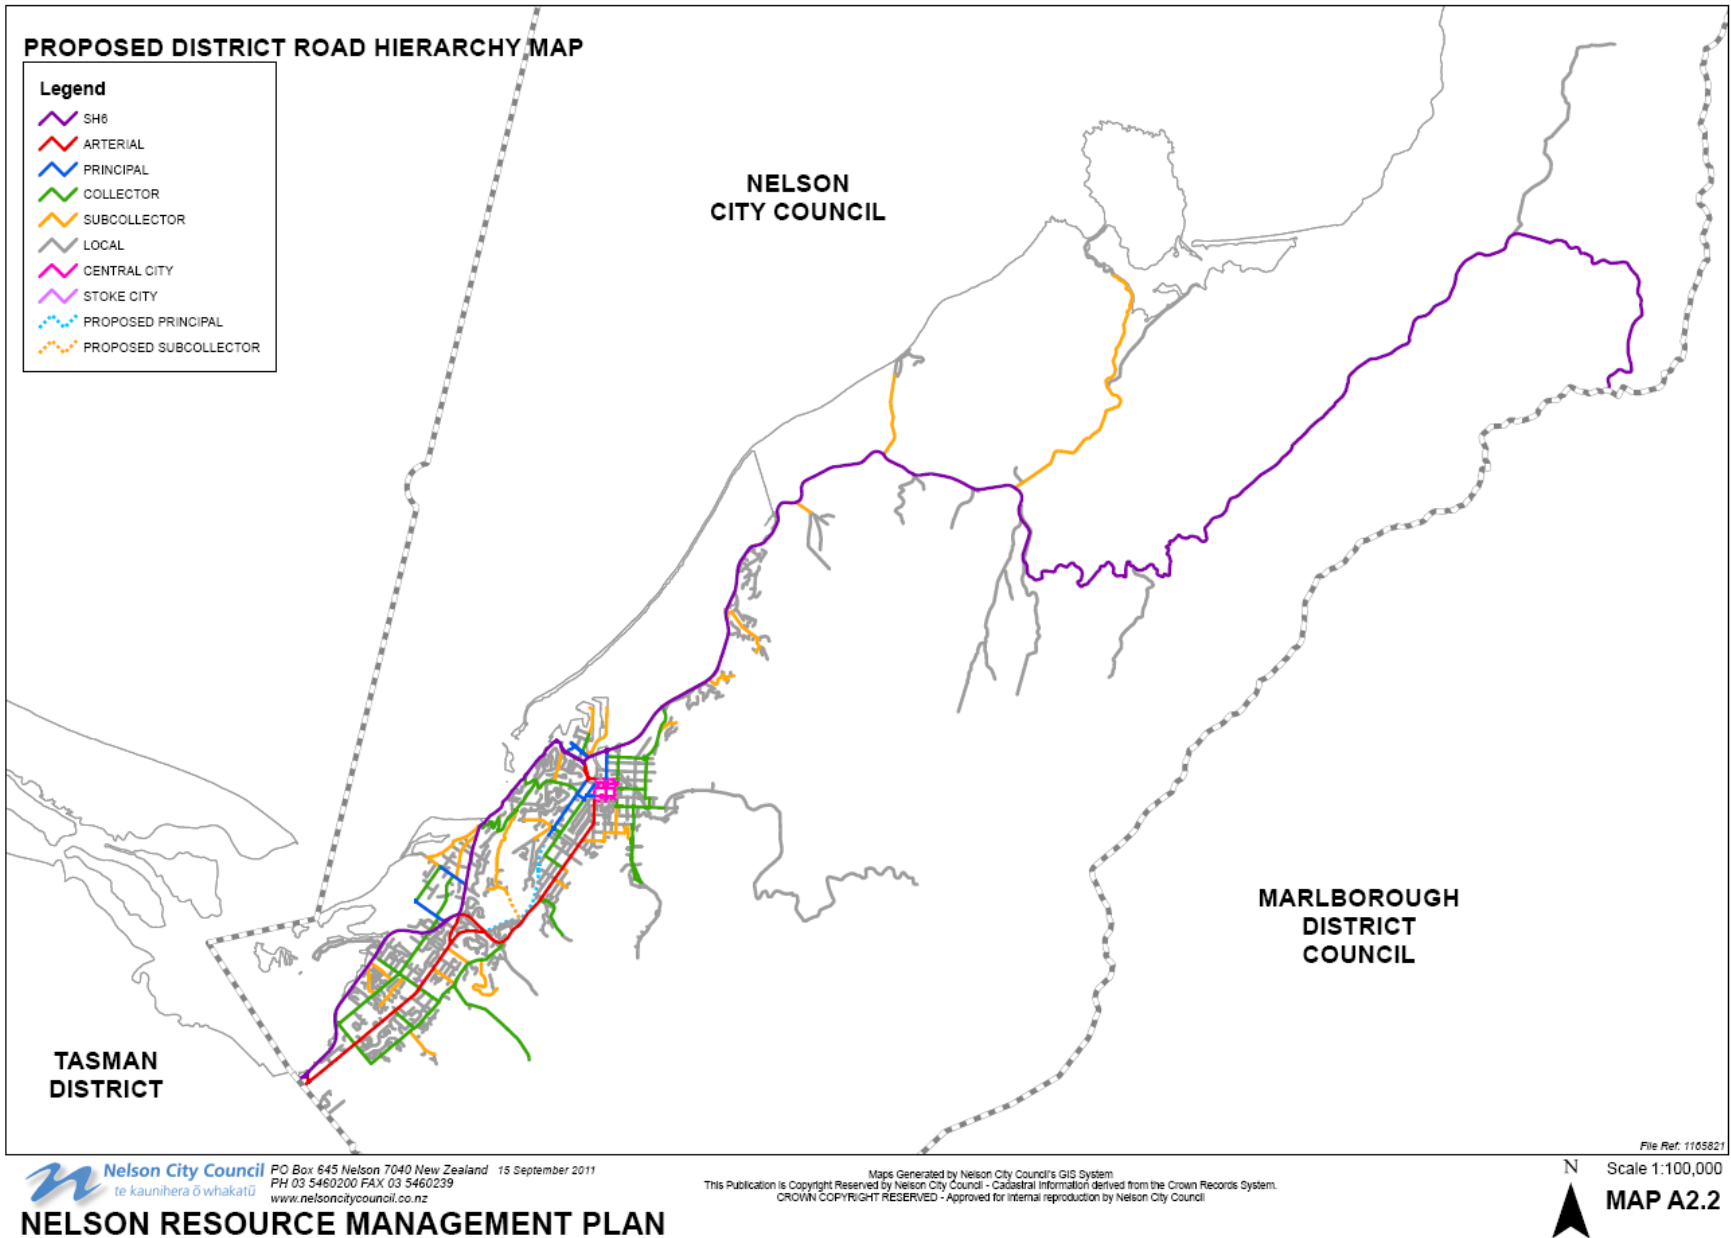 PROPOSED DISTRICT ROAD HIERARCHY MAP
Legend
SH6
ARTERIAL
PRINCIPAL
COLLECTOR
SUBCOLLECTOR
LOCAL
CENTRAL CITY
STOKE CITY
PROPOSED PRINCIPAL
PROPOSED SUBCOLLECTOR
NELSON
CITY COUNCIL
MARLBOROUGH
DISTRICT
COUNCIL
TASMAN
DISTRICT
File Ref: 1165821
Nelson City Council
te kaunihera ō whakatū
PO Box 645 Nelson 7040 New Zealand 15 September 2011
PH 03 5460200 FAX 03 5460239
www.nelsoncitycouncil.co.nz
NELSON RESOURCE MANAGEMENT PLAN
Maps Generated by Nelson City Council's GIS System
This Publication is Copyright Reserved by Nelson City Council - Cadastral Information derived from the Crown Records System.
CROWN COPYRIGHT RESERVED - Approved for internal reproduction by Nelson City Council
N
Scale 1:100,000
MAP A2.2